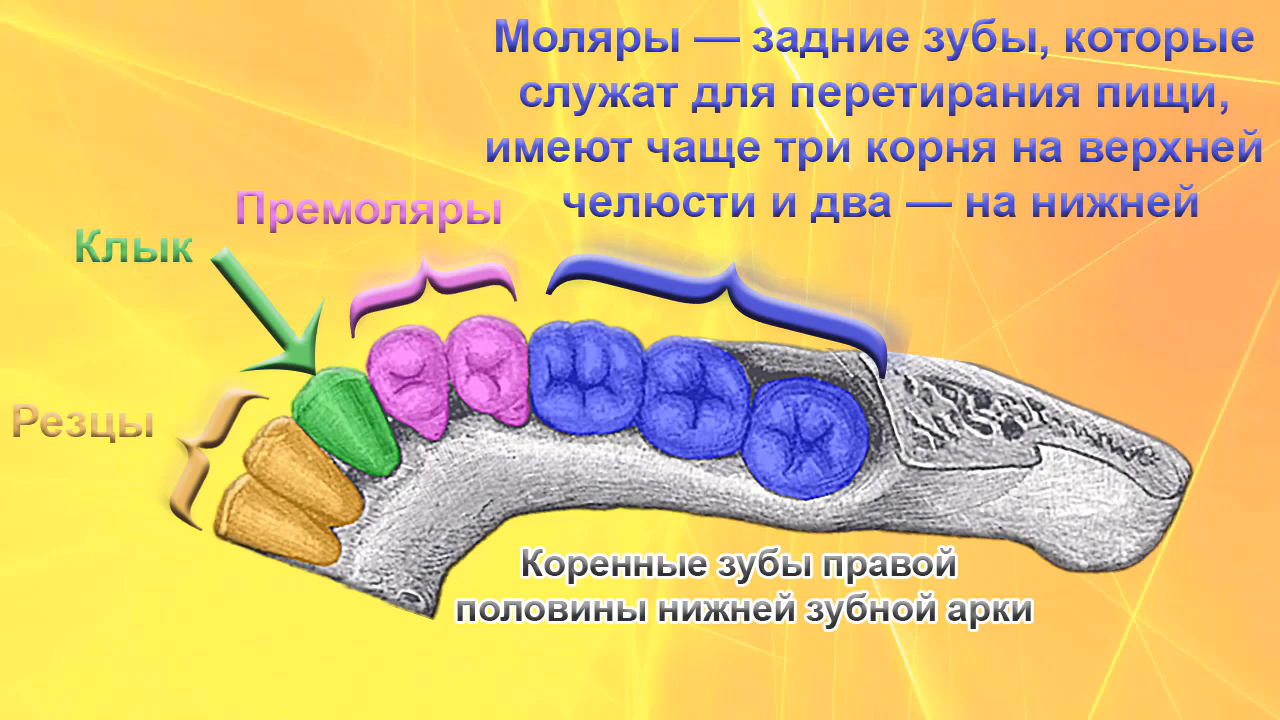 Моляры — задние зубы, которые
служат для перетирания пищи,
имеют чаще три корня на верхней
челюсти и два — на нижней
Премоляры
Клык
Резцы
Коренные зубы правой
половины нижней зубной арки